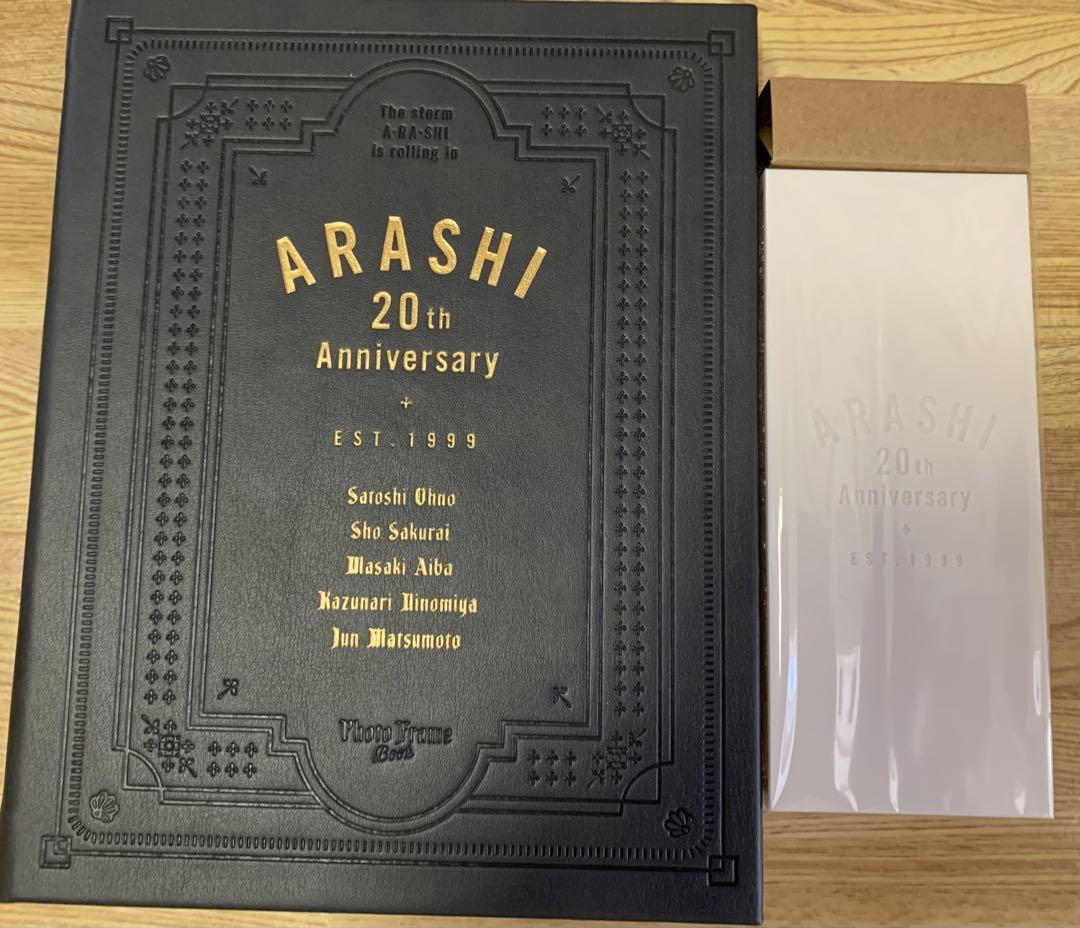 The storm
A·RA·SHI
is rolling in
ARASHI
20th
Anniversary
EST. 1999
Satoshi Ohno
Sho Sakurai
Masaki Aiba
Kazunari Ninomiya
Jun Matsumoto
Photo Frame
Book
ARASHI
20th
Anniversary
EST. 1999